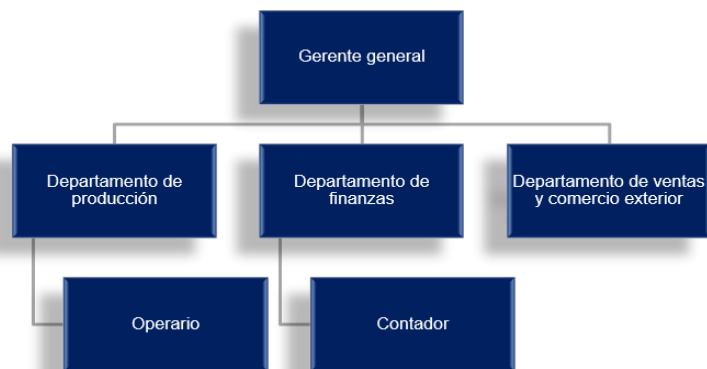 Gerente general
Departamento de
producción
Departamento de
finanzas
Departamento de ventas
y comercio exterior
Operario
Contador